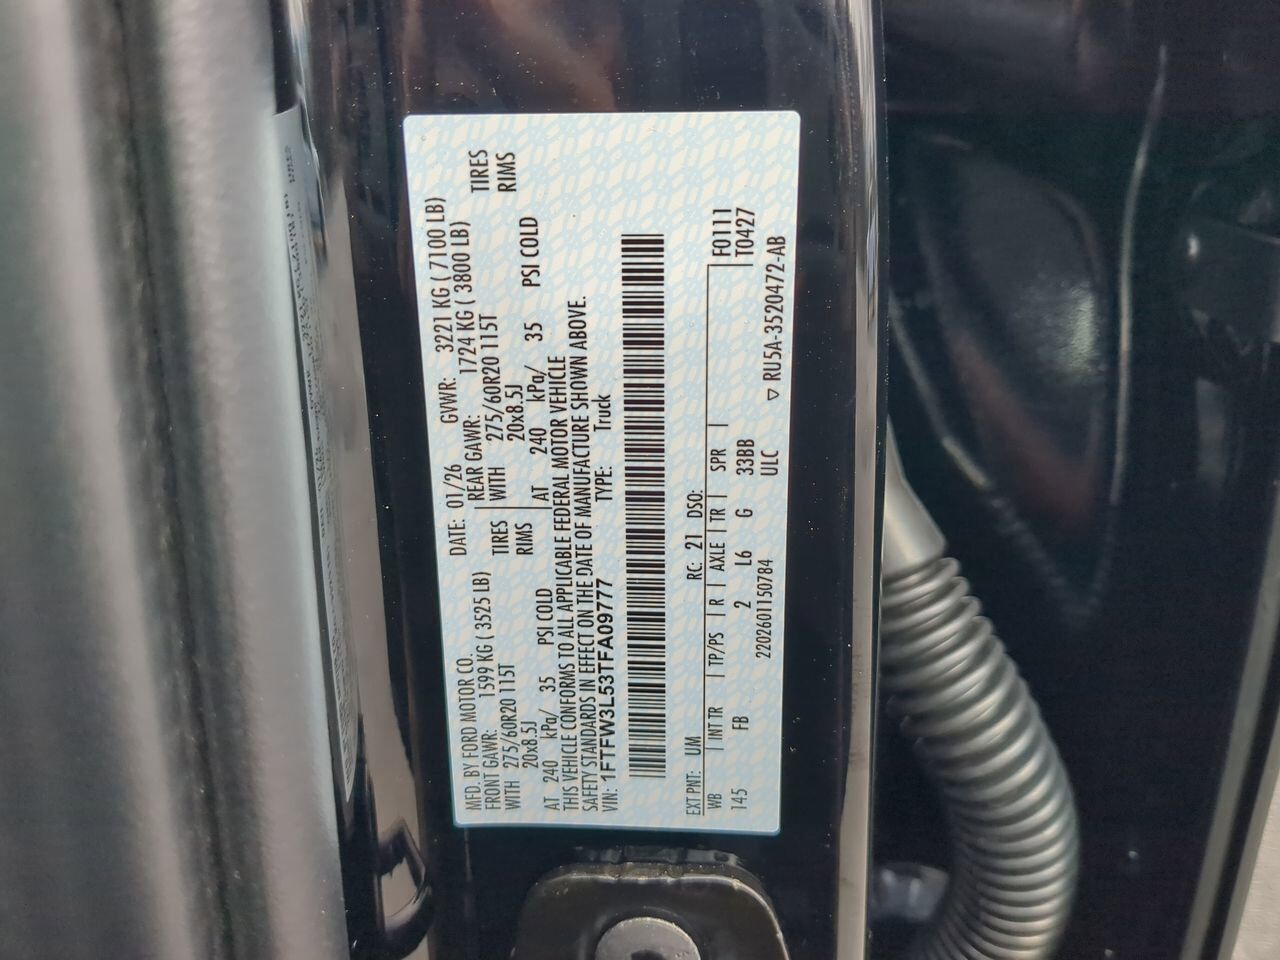 MFD. BY FORD MOTOR CO. DATE: 01/26 GVWR: 3221 KG ( 7100 LB)
FRONT GAWR: 1599 KG ( 3525 LB) REAR GAWR: 1724 KG ( 3800 LB)
WITH 275/60R20 115T TIRES WITH 275/60R20 115T TIRES
20x8.5J RIMS 20x8.5J RIMS
AT 240 kPa/ 35 PSI COLD AT 240 kPa/ 35 PSI COLD
THIS VEHICLE CONFORMS TO ALL APPLICABLE FEDERAL MOTOR VEHICLE
SAFETY STANDARDS IN EFFECT ON THE DATE OF MANUFACTURE SHOWN ABOVE.
VIN: 1FTFW3L53TFA09777 TYPE: Truck
EXT PNT: UM RC: 21 DSO:
WB INT TR TP/PS R AXLE TR SPR F0111
145 FB 2 L6 G 33BB T0427
2202601150784 ULC ▽ RU5A-3520472-AB